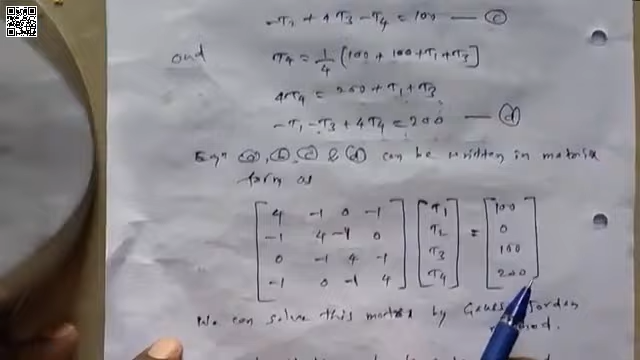 -T2 + 4T3 - T4 = 100 — (c)
and T4 = 1/4 [100 + 100 + T1 + T3]
4T4 = 200 + T1 + T3
-T1 - T3 + 4T4 = 200 — (d)
Eqn (a), (b), (c) & (d) can be written in matrix
form as
[4 -1 0 -1] [T1] = [100]
[-1 4 -1 0] [T2] [0]
[0 -1 4 -1] [T3] [100]
[-1 0 -1 4] [T4] [200]
We can solve this matrix by Gauss Jordan